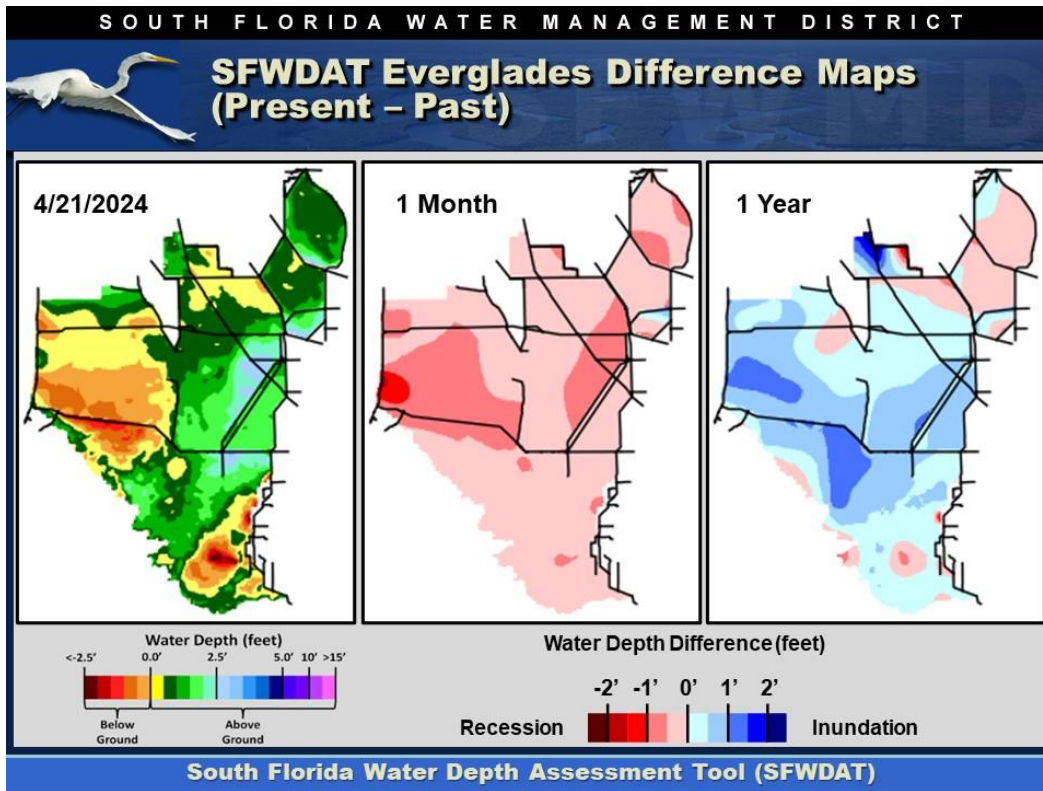 SOUTH FLORIDA WATER MANAGEMENT DISTRICT
SFWDAT Everglades Difference Maps
(Present – Past)
4/21/2024
1 Month
1 Year
Water Depth (feet)
<-2.5' 0.0' 2.5' 5.0' 10' >15'
Below
Ground
Above
Ground
Water Depth Difference (feet)
-2' -1' 0' 1' 2'
Recession
Inundation
South Florida Water Depth Assessment Tool (SFWDAT)